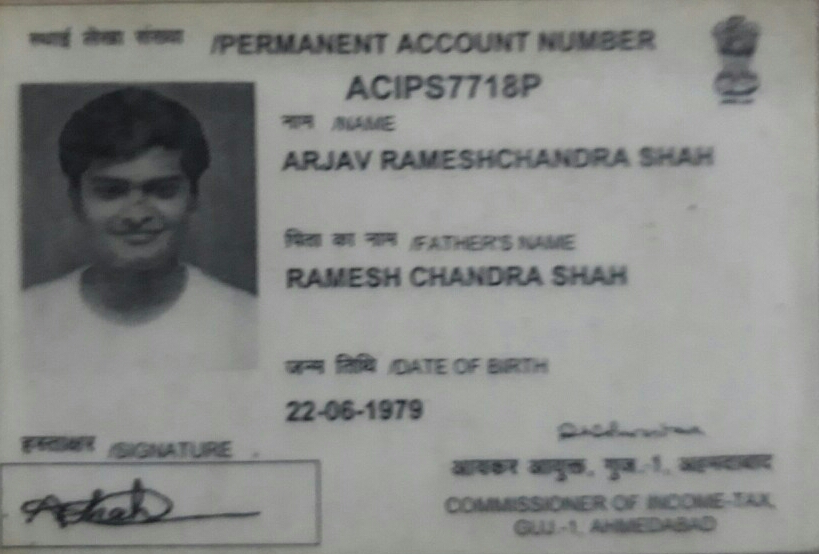 स्थाई लेखा संख्या /PERMANENT ACCOUNT NUMBER
ACIPS7718P
नाम /NAME
ARJAV RAMESHCHANDRA SHAH
पिता का नाम /FATHER'S NAME
RAMESH CHANDRA SHAH
जन्म तिथि /DATE OF BIRTH
22-06-1979
हस्ताक्षर /SIGNATURE
आयकर आयुक्त, गुज.-1, अहमदाबाद
COMMISSIONER OF INCOME-TAX,
GUJ.-1, AHMEDABAD